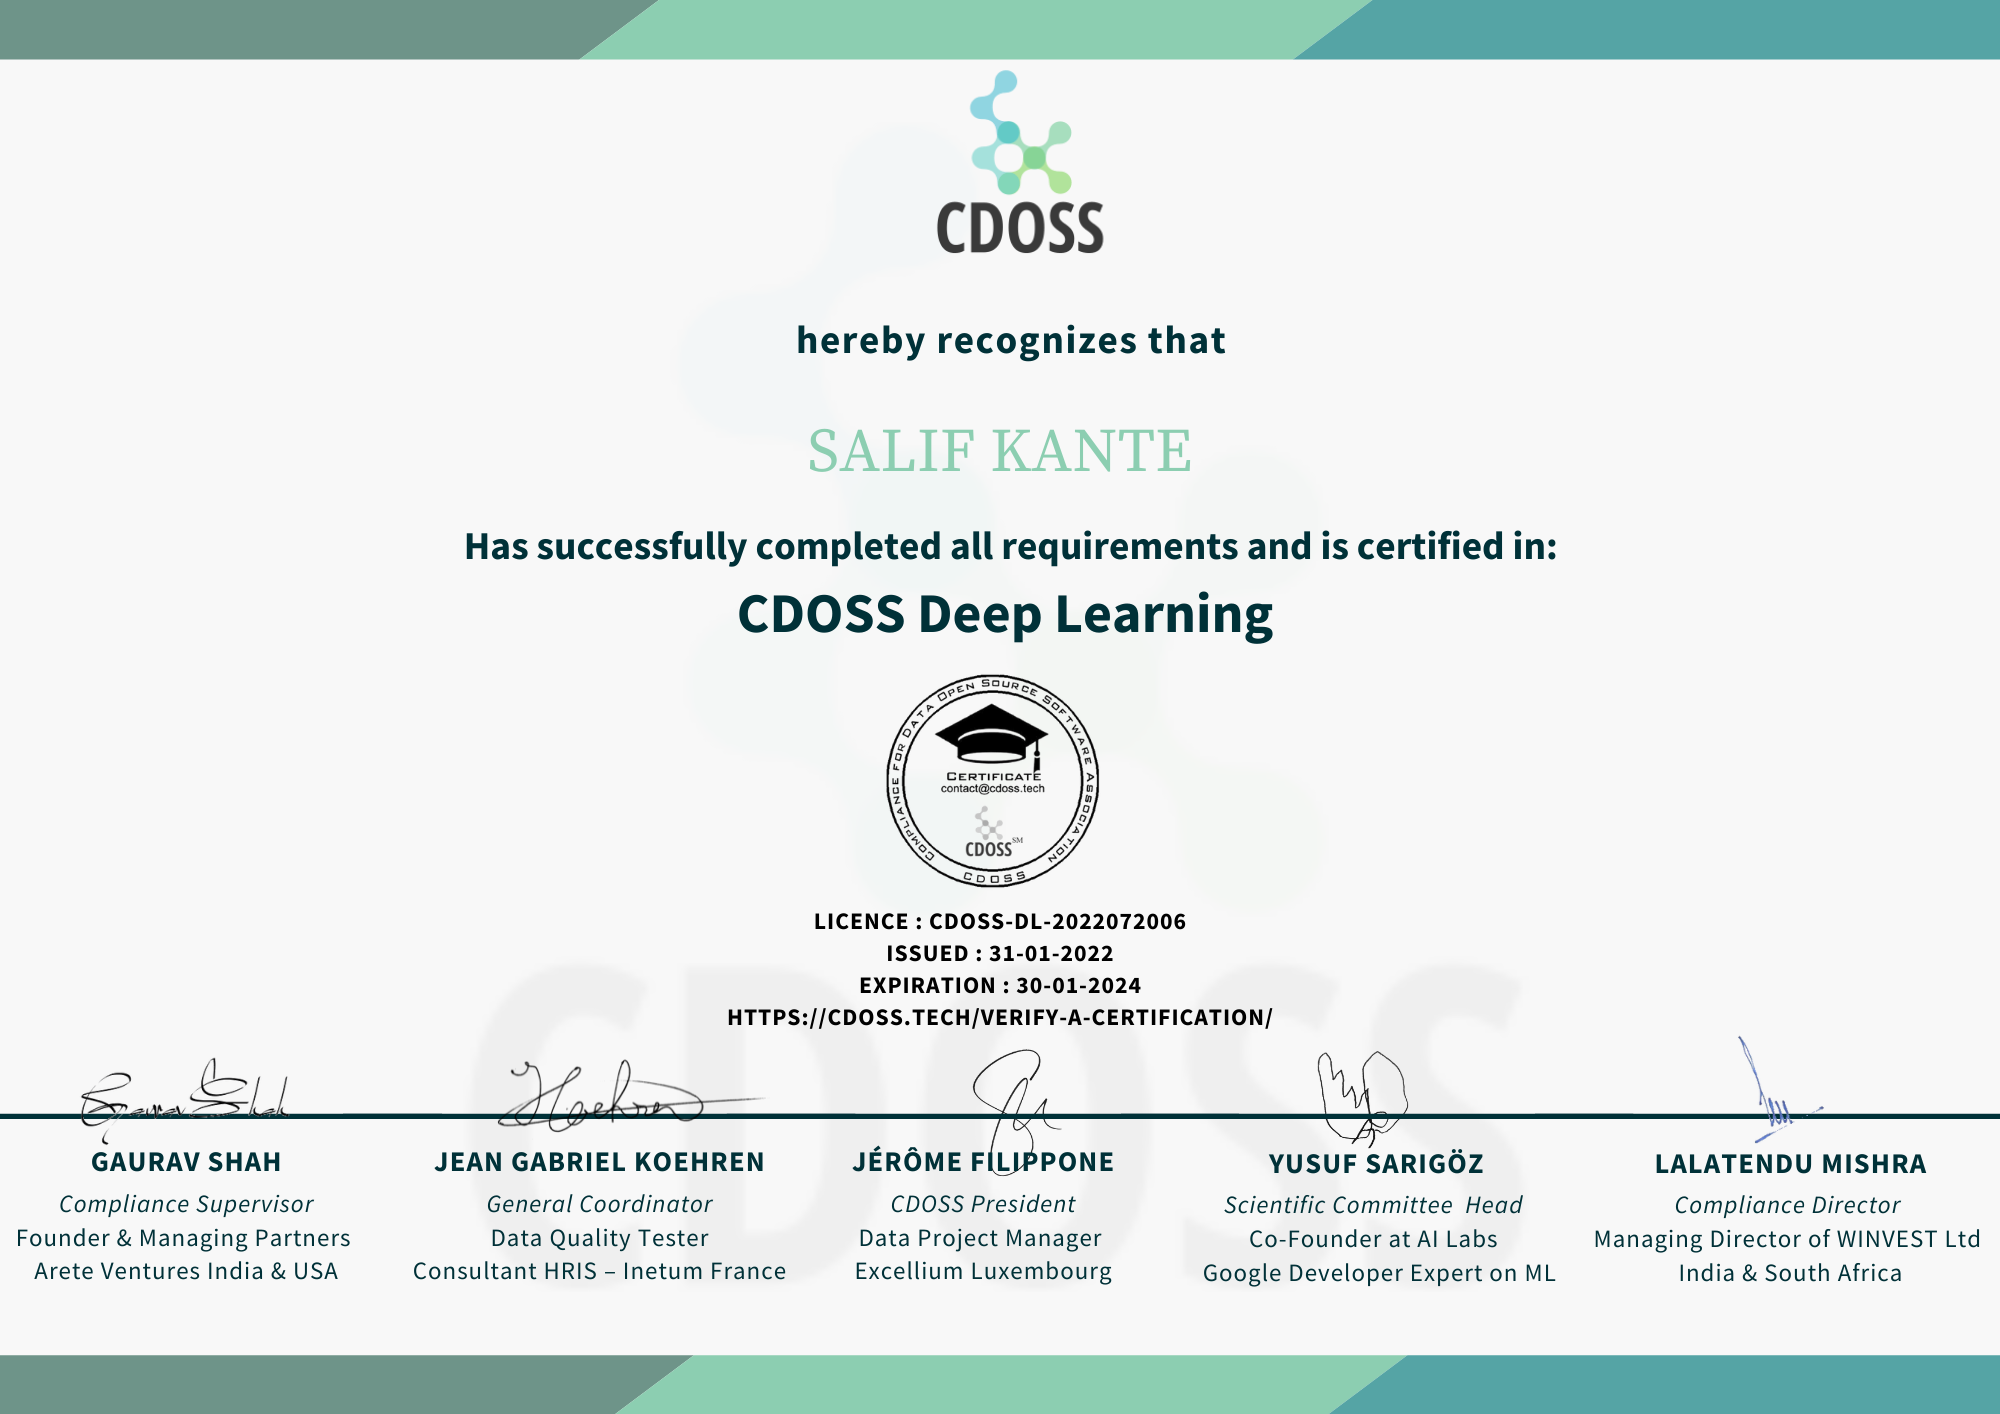 CDOSS
hereby recognizes that
SALIF KANTE
Has successfully completed all requirements and is certified in:
CDOSS Deep Learning
COMPLIANCE FOR DATA OPEN SOURCE SOFTWARE ASSOCIATION
CERTIFICATE
contact@cdoss.tech
CDOSS SM
CDOSS
LICENCE : CDOSS-DL-2022072006
ISSUED : 31-01-2022
EXPIRATION : 30-01-2024
HTTPS://CDOSS.TECH/VERIFY-A-CERTIFICATION/
CDOSS
Gaurav Shah
Koehren
GAURAV SHAH
Compliance Supervisor
Founder & Managing Partners
Arete Ventures India & USA
JEAN GABRIEL KOEHREN
General Coordinator
Data Quality Tester
Consultant HRIS – Inetum France
JÉRÔME FILIPPONE
CDOSS President
Data Project Manager
Excellium Luxembourg
YUSUF SARIGÖZ
Scientific Committee  Head
Co-Founder at AI Labs
Google Developer Expert on ML
LALATENDU MISHRA
Compliance Director
Managing Director of WINVEST Ltd
India & South Africa